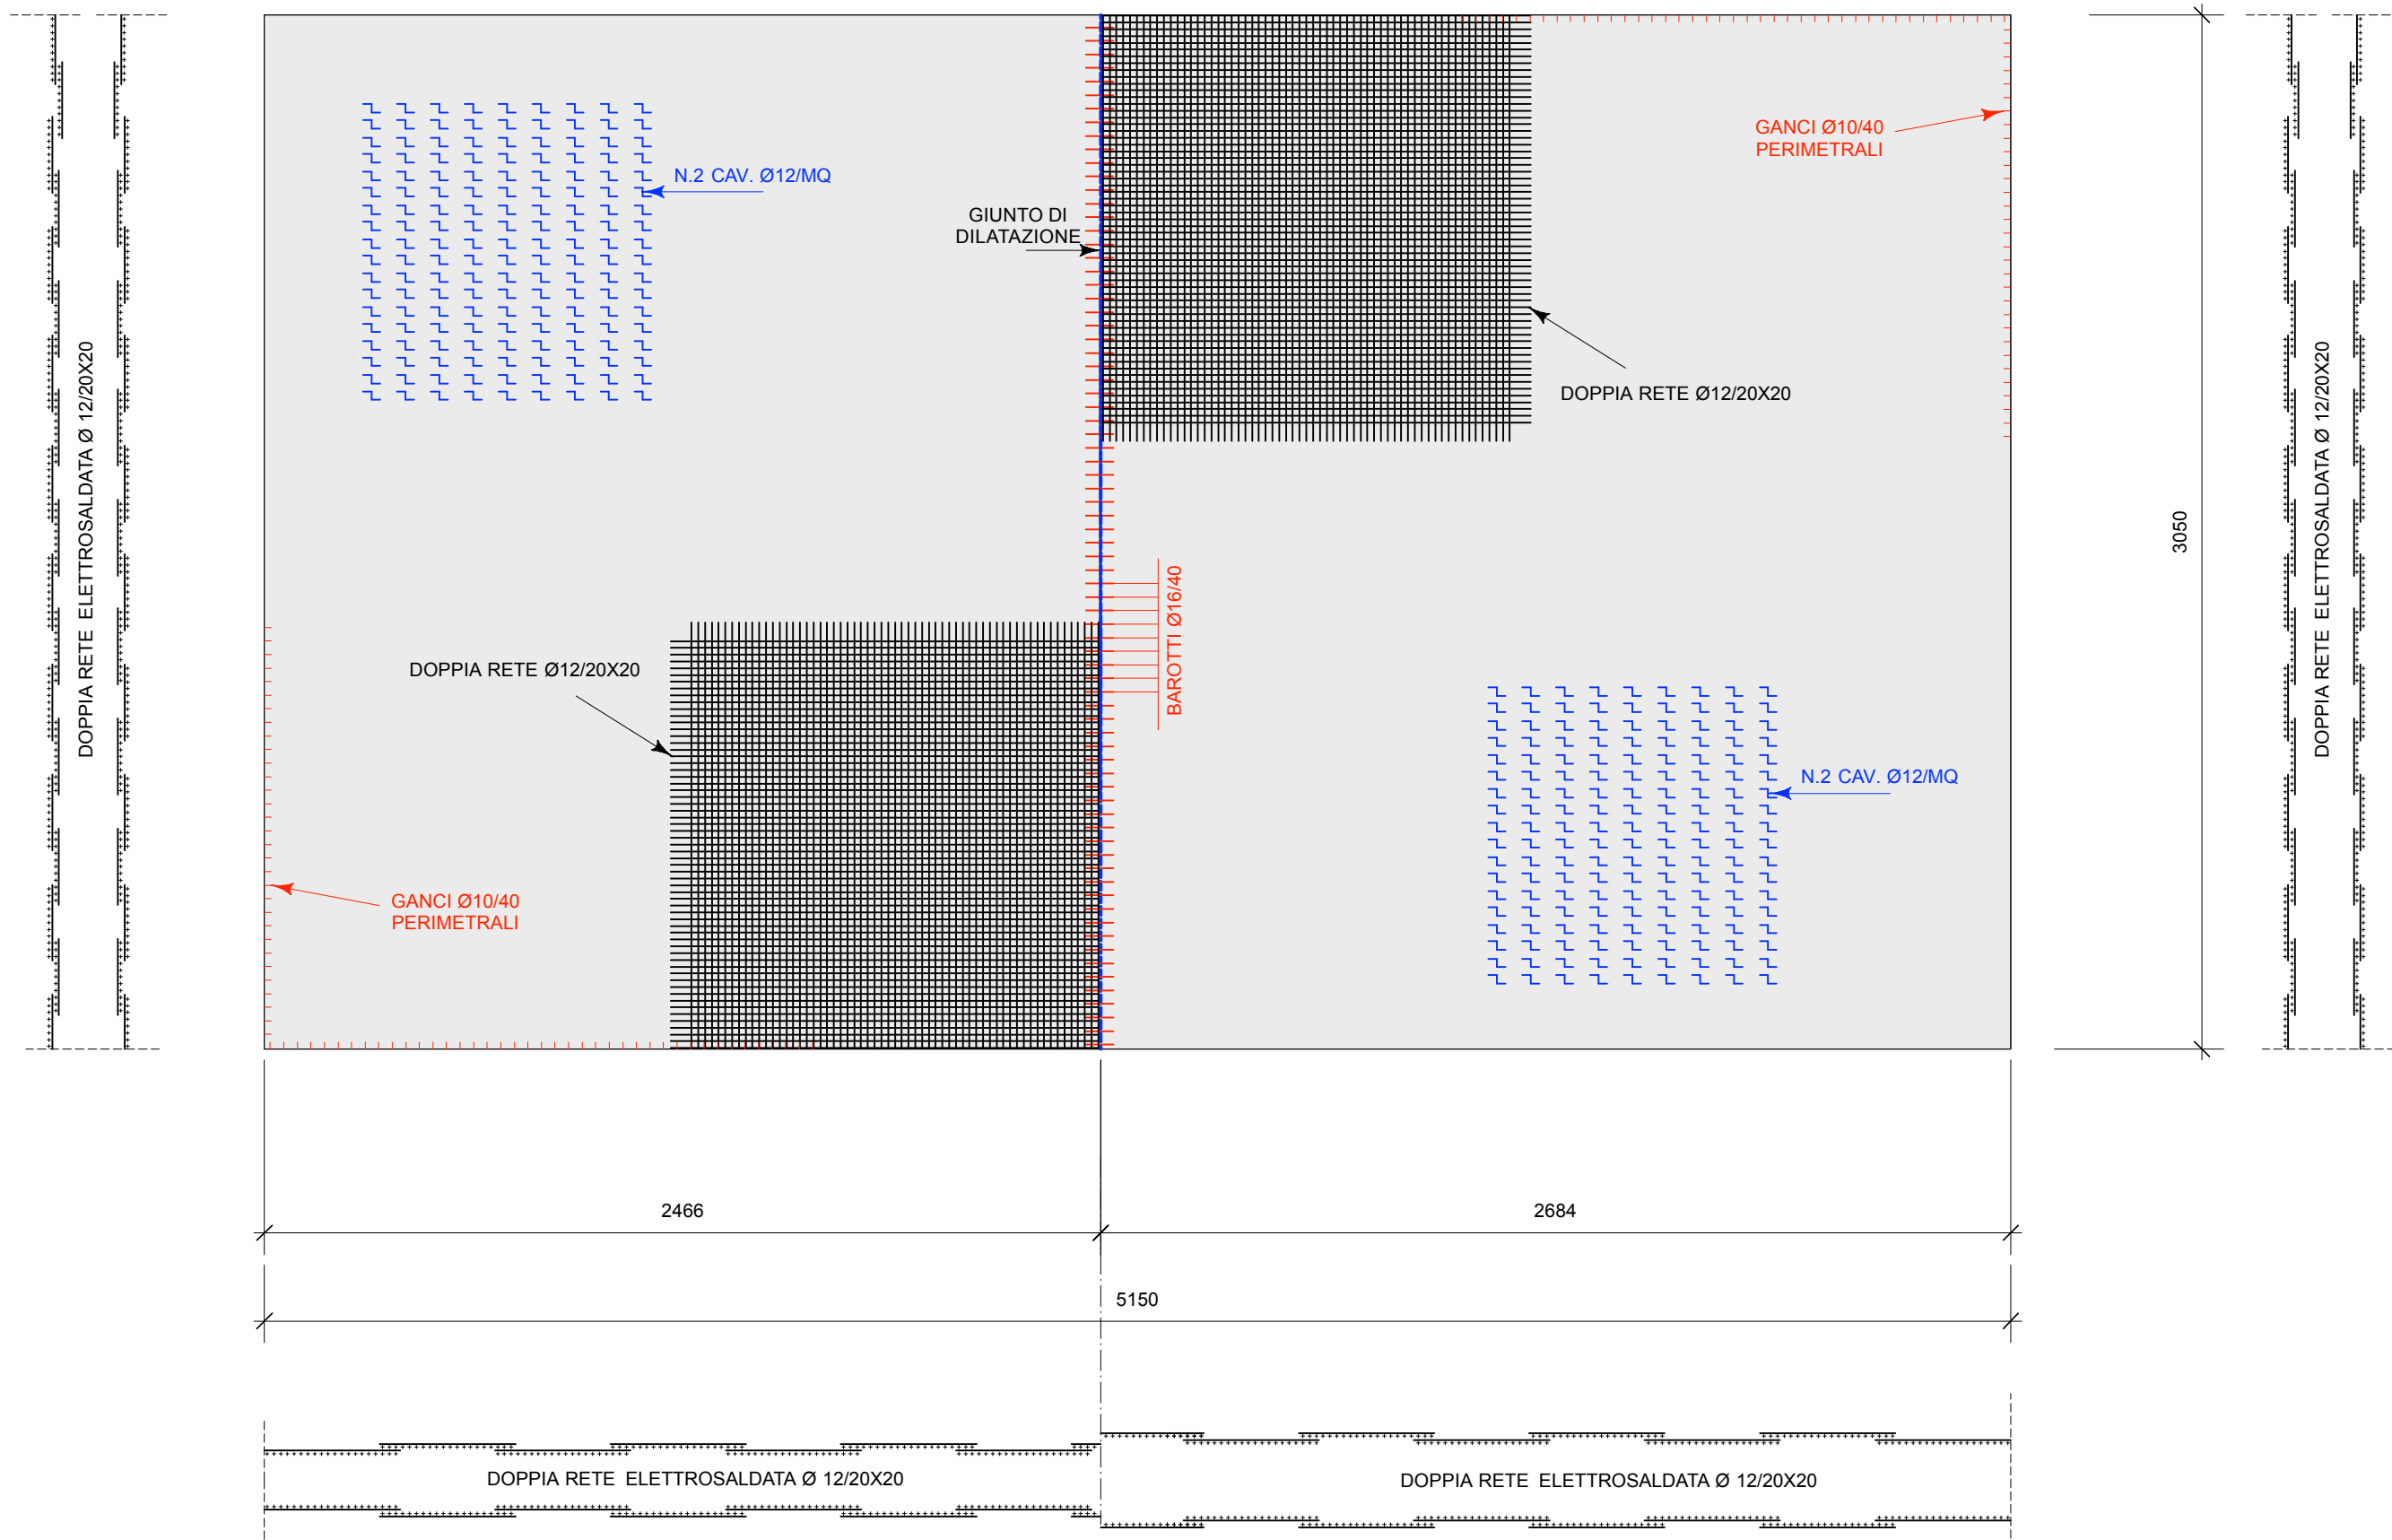 N.2 CAV. Ø12/MQ
GIUNTO DI
DILATAZIONE
GANCI Ø10/40
PERIMETRALI
DOPPIA RETE Ø12/20X20
DOPPIA RETE  ELETTROSALDATA Ø 12/20X20
DOPPIA RETE  ELETTROSALDATA Ø 12/20X20
3050
BAROTTI Ø16/40
DOPPIA RETE Ø12/20X20
N.2 CAV. Ø12/MQ
GANCI Ø10/40
PERIMETRALI
2466
2684
5150
DOPPIA RETE  ELETTROSALDATA Ø 12/20X20
DOPPIA RETE  ELETTROSALDATA Ø 12/20X20